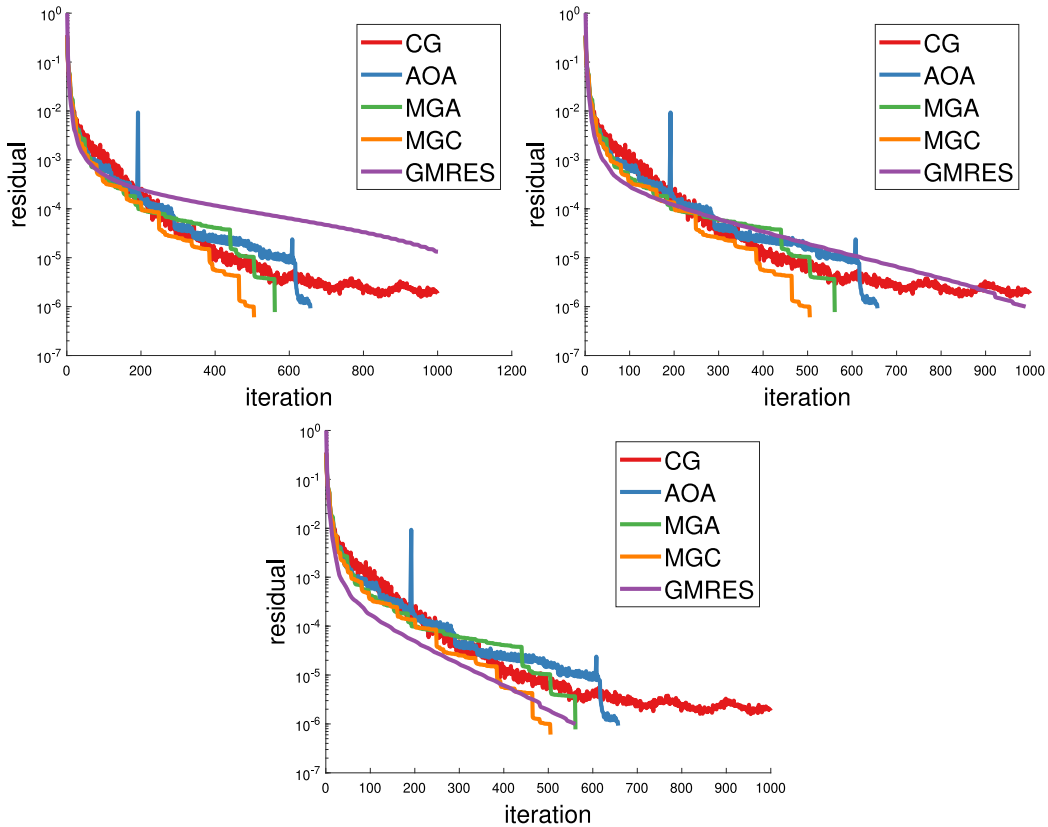 10^0
10^-1
10^-2
10^-3
10^-4
10^-5
10^-6
10^-7
residual
0 200 400 600 800 1000 1200
iteration
CG
AOA
MGA
MGC
GMRES
10^0
10^-1
10^-2
10^-3
10^-4
10^-5
10^-6
10^-7
residual
0 100 200 300 400 500 600 700 800 900 1000
iteration
CG
AOA
MGA
MGC
GMRES
10^0
10^-1
10^-2
10^-3
10^-4
10^-5
10^-6
10^-7
residual
0 100 200 300 400 500 600 700 800 900 1000
iteration
CG
AOA
MGA
MGC
GMRES